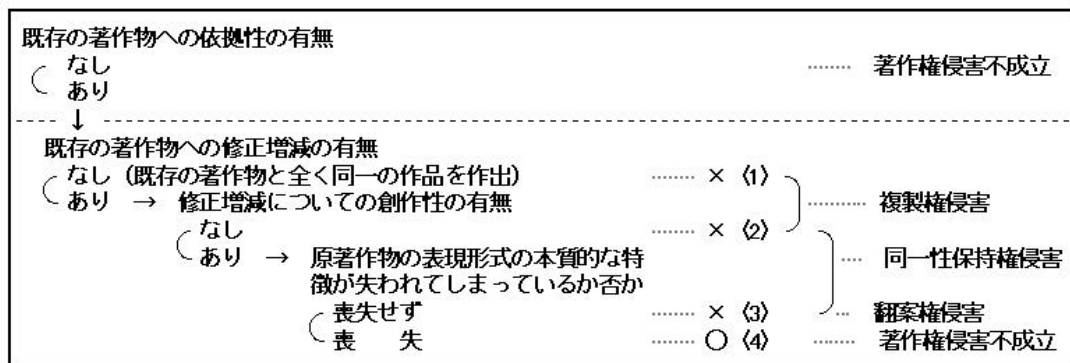 既存の著作物への依拠性の有無
なし ……… 著作権侵害不成立
あり
↓
既存の著作物への修正増減の有無
なし（既存の著作物と全く同一の作品を作出） ……… × 〈1〉
あり → 修正増減についての創作性の有無 ……… 複製権侵害
なし ……… × 〈2〉
あり → 原著作物の表現形式の本質的な特 …… 同一性保持権侵害
徴が失われてしまっているか否か
喪失せず ……… × 〈3〉 … 翻案権侵害
喪　失 ……… ○ 〈4〉 ……… 著作権侵害不成立